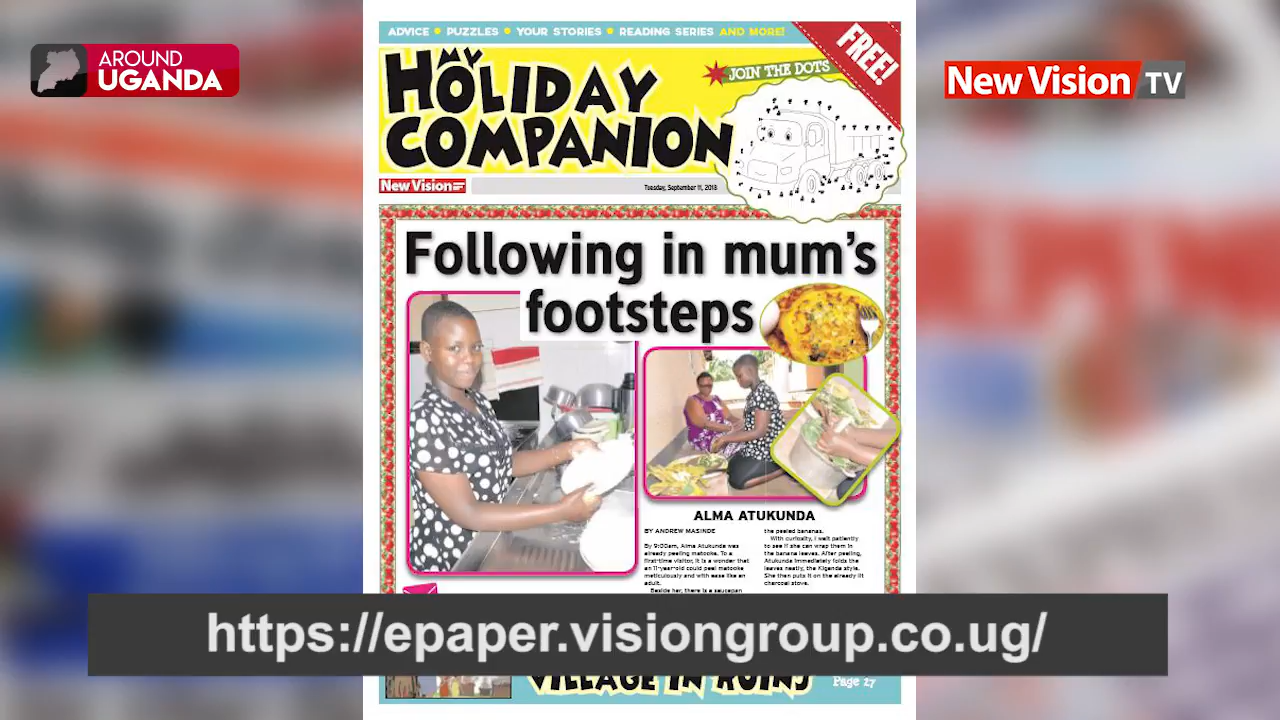 AROUND
UGANDA
New Vision TV
ADVICE • PUZZLES • YOUR STORIES • READING SERIES AND MORE!
FREE!
MY
HOLIDAY
COMPANION
JOIN THE DOTS
New Vision
Tuesday, September 11, 2018
Following in mum's
footsteps
ALMA ATUKUNDA
BY ANDREW MASINDE
By 9:00am, Alma Atukunda was
already peeling matooke. To a
first-time visitor, it is a wonder that
an 11-year-old could peel matooke
meticulously and with ease like an
adult.
Beside her, there is a saucepan
the peeled bananas.
With curiosity, I wait patiently
to see if she can wrap them in
the banana leaves. After peeling,
Atukunda immediately folds the
leaves neatly, the Kiganda style.
She then puts it on the already lit
charcoal stove.
https://epaper.visiongroup.co.ug/
VILLAGE IN RUINS
Page 27